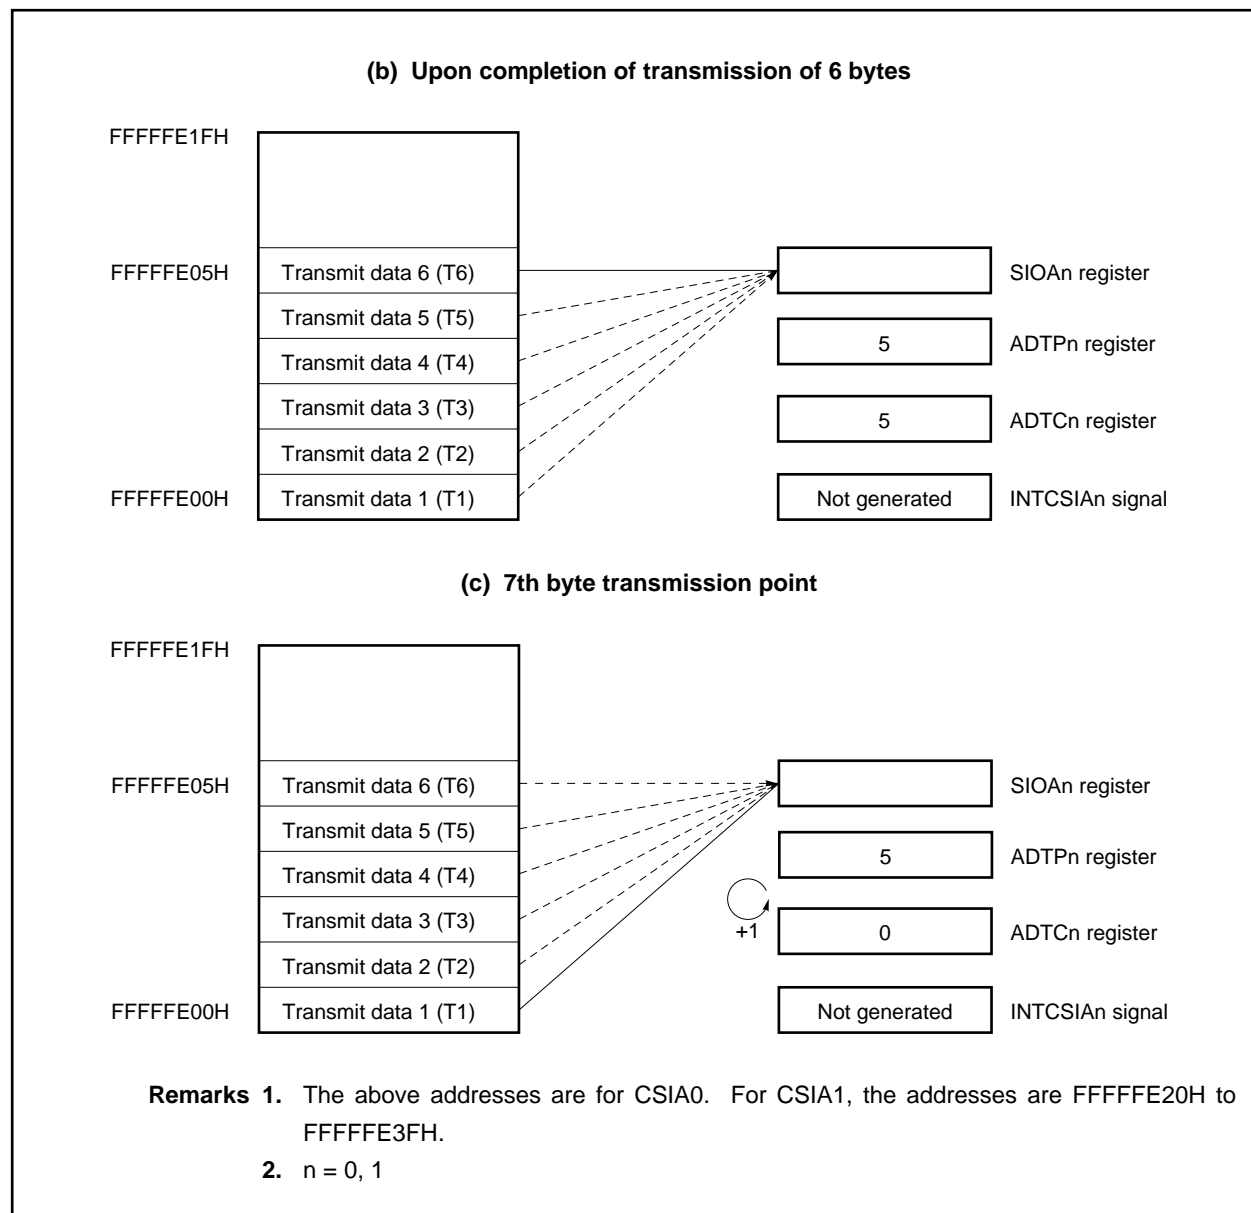 (b) Upon completion of transmission of 6 bytes
FFFFFE1FH
FFFFFE05H Transmit data 6 (T6) SIOAn register
Transmit data 5 (T5)
5 ADTPn register
Transmit data 4 (T4)
Transmit data 3 (T3)
5 ADTCn register
Transmit data 2 (T2)
FFFFFE00H Transmit data 1 (T1) Not generated INTCSIAn signal
(c) 7th byte transmission point
FFFFFE1FH
FFFFFE05H Transmit data 6 (T6) SIOAn register
Transmit data 5 (T5)
5 ADTPn register
Transmit data 4 (T4)
Transmit data 3 (T3)
+1 0 ADTCn register
Transmit data 2 (T2)
FFFFFE00H Transmit data 1 (T1) Not generated INTCSIAn signal
Remarks 1. The above addresses are for CSIA0. For CSIA1, the addresses are FFFFFE20H to
FFFFFE3FH.
2. n = 0, 1